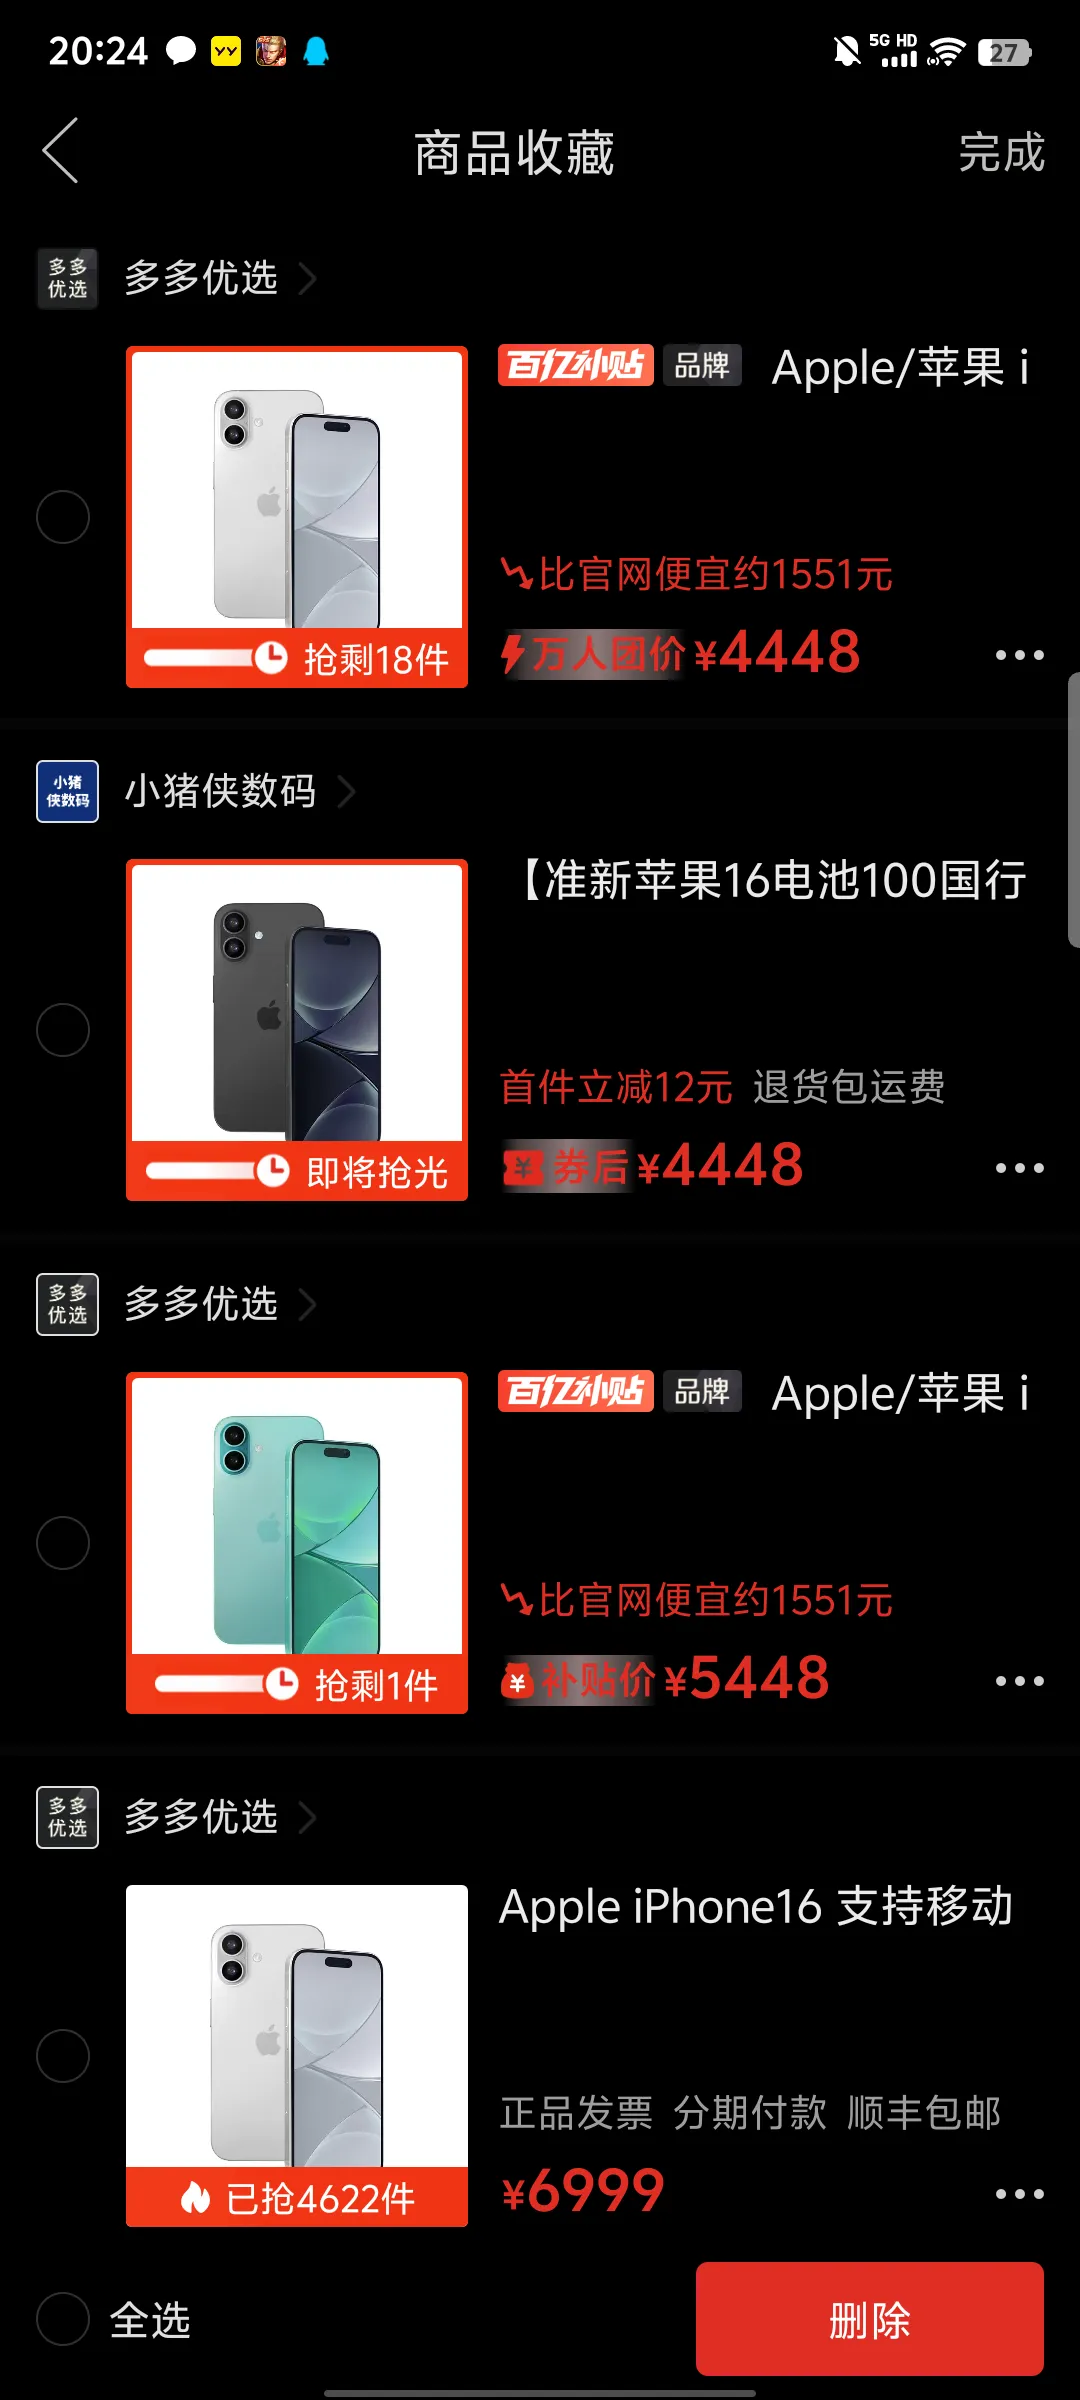 20:24
5G HD
27
商品收藏
完成
多多优选
多多优选
百亿补贴 品牌 Apple/苹果 i
比官网便宜约1551元
抢剩18件
万人团价 ¥4448
小猪侠数码
小猪侠数码
【准新苹果16电池100国行
首件立减12元 退货包运费
即将抢光
券后 ¥4448
多多优选
多多优选
百亿补贴 品牌 Apple/苹果 i
比官网便宜约1551元
抢剩1件
补贴价 ¥5448
多多优选
多多优选
Apple iPhone16 支持移动
正品发票 分期付款 顺丰包邮
已抢4622件
¥6999
全选
删除